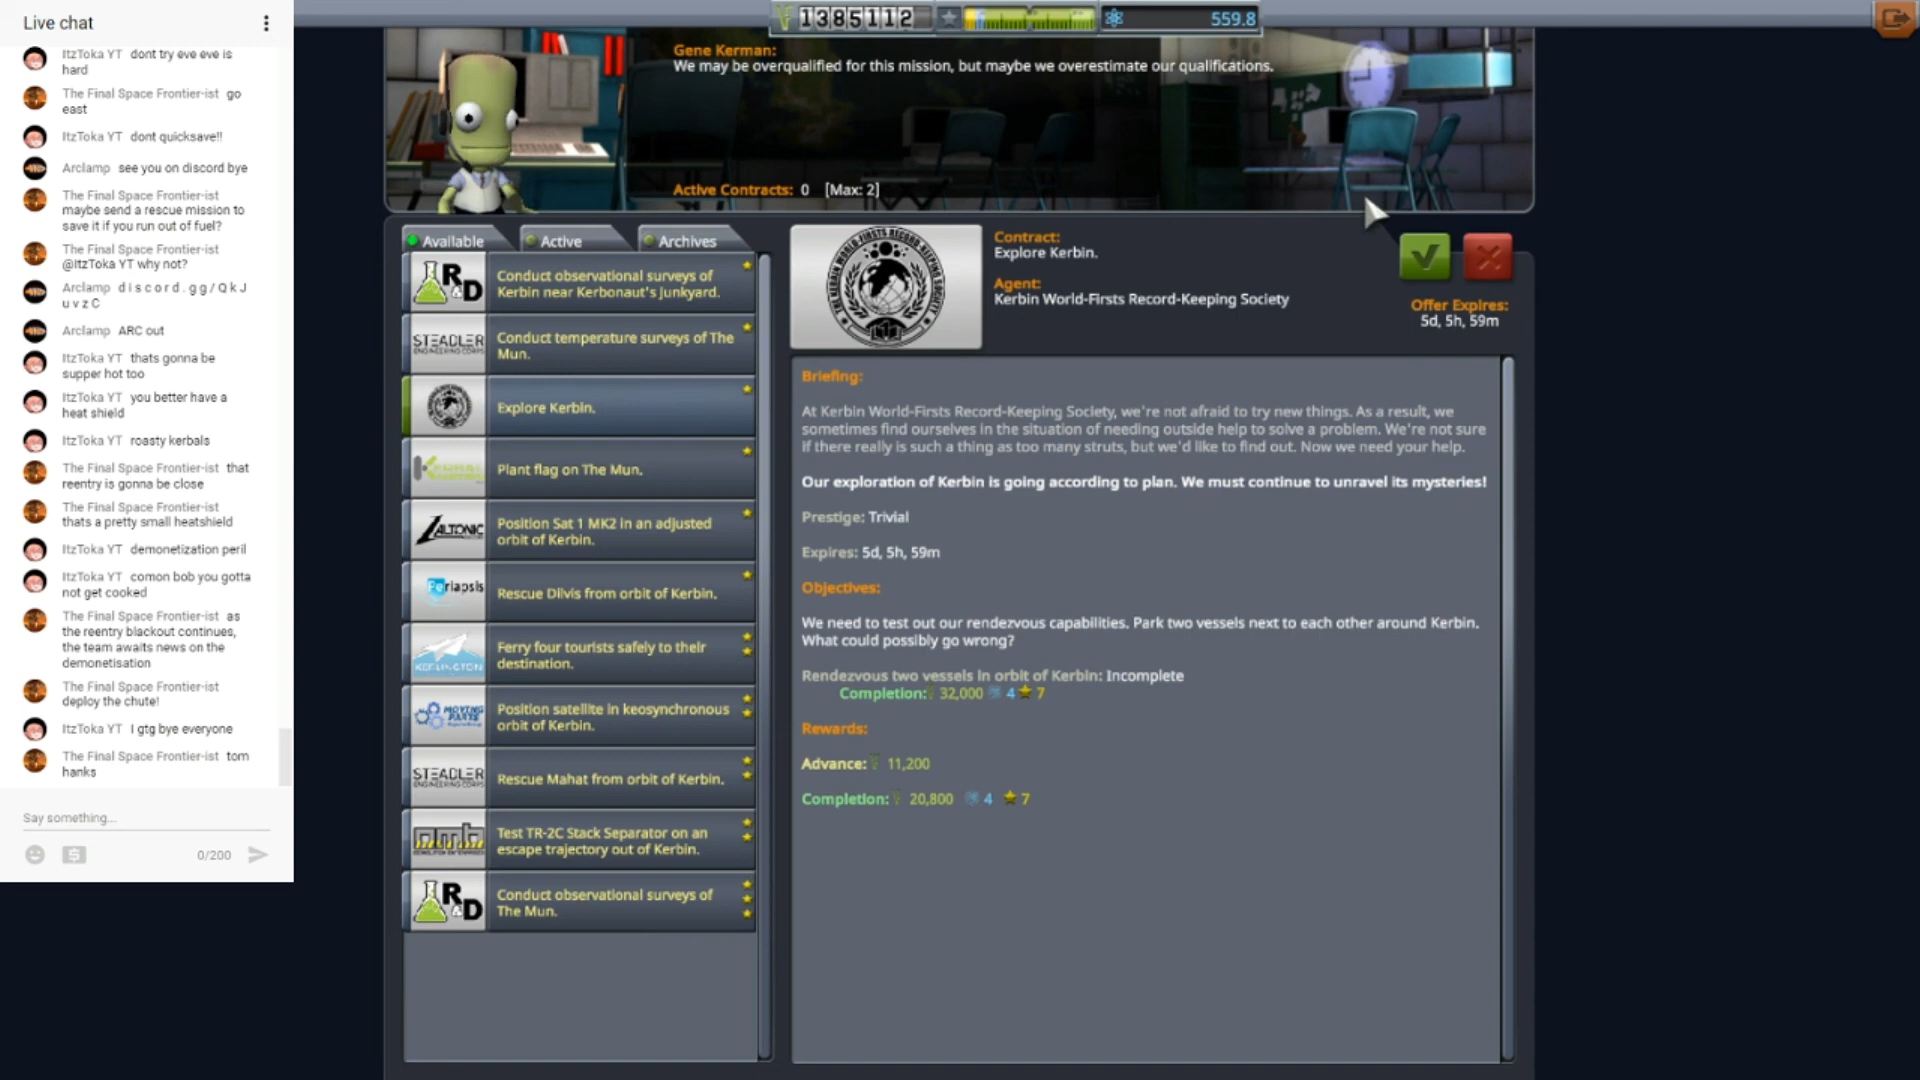 Live chat
ItzToka YT dont try eve eve is
hard
The Final Space Frontier-ist go
east
ItzToka YT dont quicksave!!
Arclamp see you on discord bye
The Final Space Frontier-ist
maybe send a rescue mission to
save it if you run out of fuel?
The Final Space Frontier-ist
@ItzToka YT why not?
Arclamp d i s c o r d . g g / Q k J
u v z C
Arclamp ARC out
ItzToka YT thats gonna be
supper hot too
ItzToka YT you better have a
heat shield
ItzToka YT roasty kerbals
The Final Space Frontier-ist that
reentry is gonna be close
The Final Space Frontier-ist
thats a pretty small heatshield
ItzToka YT demonetization peril
ItzToka YT comon bob you gotta
not get cooked
The Final Space Frontier-ist as
the reentry blackout continues,
the team awaits news on the
demonetisation
The Final Space Frontier-ist
deploy the chute!
ItzToka YT I gtg bye everyone
The Final Space Frontier-ist tom
hanks
Say something...
0/200
1385112
559.8
Gene Kerman:
We may be overqualified for this mission, but maybe we overestimate our qualifications.
Active Contracts: 0 [Max: 2]
Available
Active
Archives
R&D
Conduct observational surveys of
Kerbin near Kerbonaut's Junkyard.
STEADLER
ENGINEERING CORPS
Conduct temperature surveys of The
Mun.
Explore Kerbin.
Plant flag on The Mun.
Position Sat 1 MK2 in an adjusted
orbit of Kerbin.
Periapsis
Rescue Dilvis from orbit of Kerbin.
Ferry four tourists safely to their
destination.
MOVING
PARTS
Position satellite in keosynchronous
orbit of Kerbin.
STEADLER
ENGINEERING CORPS
Rescue Mahat from orbit of Kerbin.
Test TR-2C Stack Separator on an
escape trajectory out of Kerbin.
R&D
Conduct observational surveys of
The Mun.
THE KERBIN WORLD-FIRSTS RECORD-KEEPING SOCIETY
Contract:
Explore Kerbin.
Agent:
Kerbin World-Firsts Record-Keeping Society
Offer Expires:
5d, 5h, 59m
Briefing:
At Kerbin World-Firsts Record-Keeping Society, we're not afraid to try new things. As a result, we
sometimes find ourselves in the situation of needing outside help to solve a problem. We're not sure
if there really is such a thing as too many struts, but we'd like to find out. Now we need your help.
Our exploration of Kerbin is going according to plan. We must continue to unravel its mysteries!
Prestige: Trivial
Expires: 5d, 5h, 59m
Objectives:
We need to test out our rendezvous capabilities. Park two vessels next to each other around Kerbin.
What could possibly go wrong?
Rendezvous two vessels in orbit of Kerbin: Incomplete
Completion: 32,000 4 7
Rewards:
Advance: 11,200
Completion: 20,800 4 7